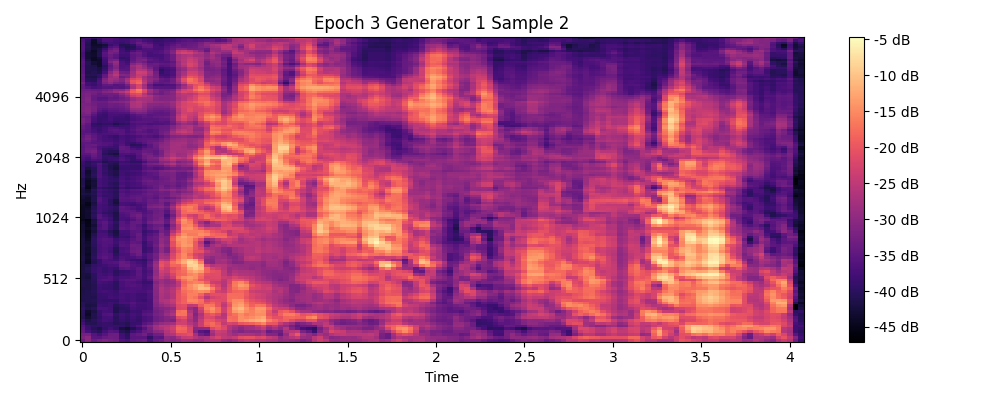 Epoch 3 Generator 1 Sample 2
Hz
4096
2048
1024
512
0
0 0.5 1 1.5 2 2.5 3 3.5 4
Time
-5 dB
-10 dB
-15 dB
-20 dB
-25 dB
-30 dB
-35 dB
-40 dB
-45 dB